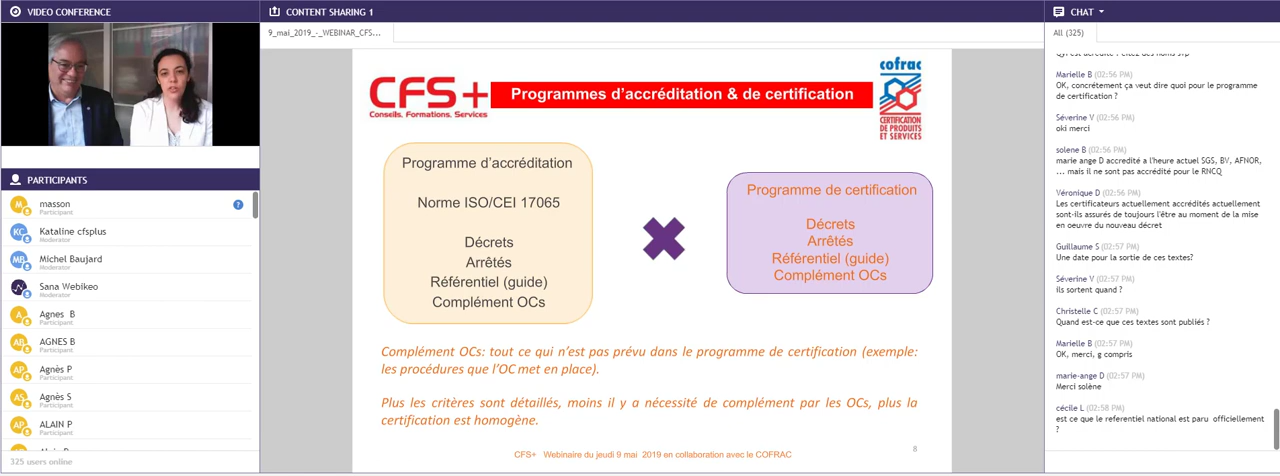 VIDEO CONFERENCE
PARTICIPANTS
masson
Participant
?
KC
Kataline cfsplus
Moderator
MB
Michel Baujard
Moderator
Sana Webikeo
Moderator
A
Agnes B
Participant
AB
AGNES B
Participant
AP
Agnès P
Participant
AS
Agnès S
Participant
AP
ALAIN P
Participant
325 users online
CONTENT SHARING 1
9_mai_2019_-_WEBINAR_CFS...
CFS+
Conseils, Formations, Services
Programmes d'accréditation & de certification
cofrac
CERTIFICATION
DE PRODUITS
ET SERVICES
Programme d'accréditation
Norme ISO/CEI 17065
Décrets
Arrêtés
Référentiel (guide)
Complément OCs
Programme de certification
Décrets
Arrêtés
Référentiel (guide)
Complément OCs
Complément OCs: tout ce qui n'est pas prévu dans le programme de certification (exemple:
les procédures que l'OC met en place).
Plus les critères sont détaillés, moins il y a nécessité de complément par les OCs, plus la
certification est homogène.
CFS+ Webinaire du jeudi 9 mai 2019 en collaboration avec le COFRAC
8
CHAT
All (325)
Marielle B (02:56 PM)
OK, concrétement ça veut dire quoi pour le programme
de certification ?
Séverine V (02:56 PM)
oki merci
solene B (02:56 PM)
marie ange D accredité a l'heure actuel SGS, BV, AFNOR,
... mais il ne sont pas accrédité pour le RNCQ
Véronique D (02:56 PM)
Les certificateurs actuellement accrédités actuellement
sont-ils assurés de toujours l'être au moment de la mise
en oeuvre du nouveau décret
Guillaume S (02:57 PM)
Une date pour la sortie de ces textes?
Séverine V (02:57 PM)
ils sortent quand ?
Christelle C (02:57 PM)
Quand est-ce que ces textes sont publiés ?
Marielle B (02:57 PM)
OK, merci, g compris
marie-ange D (02:57 PM)
Merci solène
cécile L (02:58 PM)
est ce que le referentiel national est paru officiellement
?